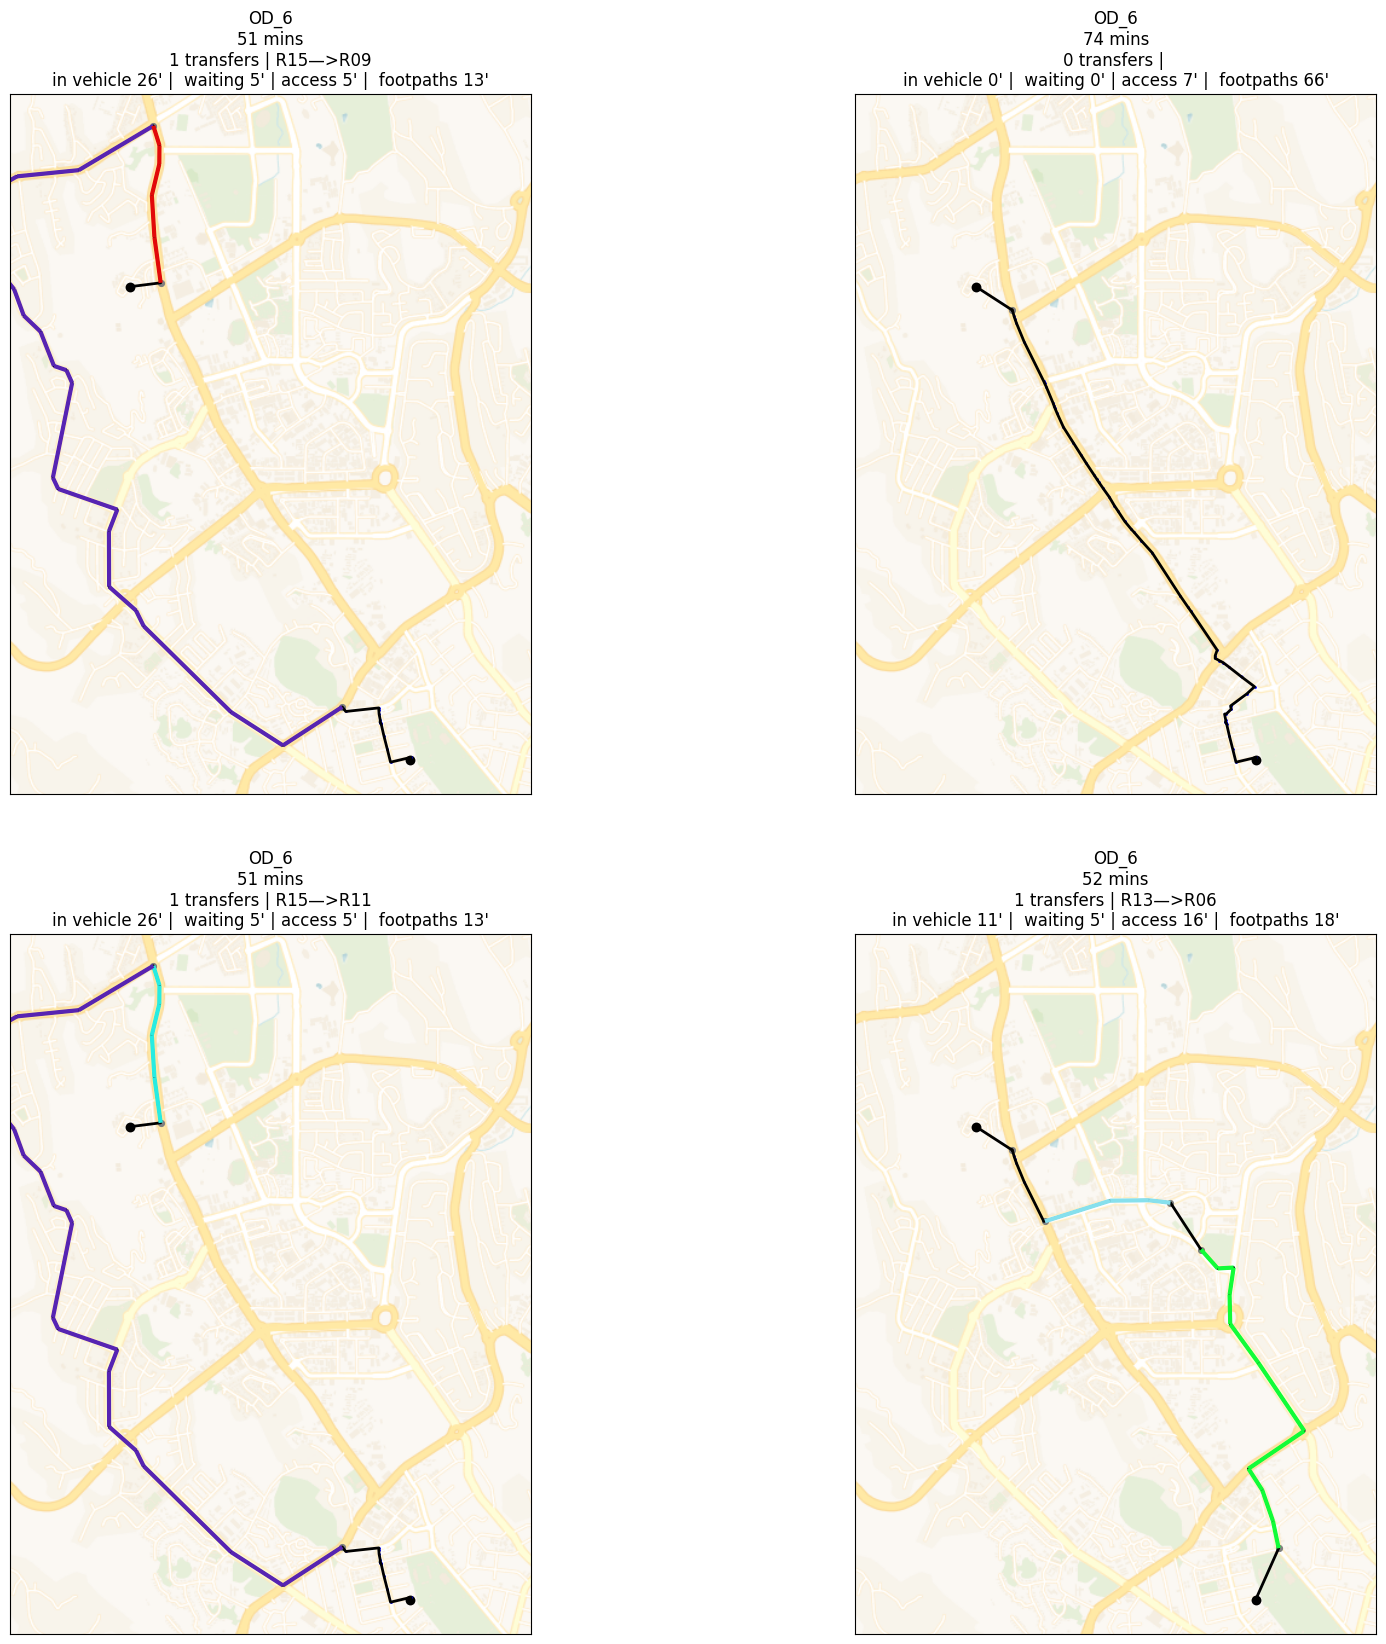 OD_6
51 mins
1 transfers | R15—>R09
in vehicle 26' |  waiting 5' | access 5' |  footpaths 13'
OD_6
74 mins
0 transfers |
in vehicle 0' |  waiting 0' | access 7' |  footpaths 66'
OD_6
51 mins
1 transfers | R15—>R11
in vehicle 26' |  waiting 5' | access 5' |  footpaths 13'
OD_6
52 mins
1 transfers | R13—>R06
in vehicle 11' |  waiting 5' | access 16' |  footpaths 18'